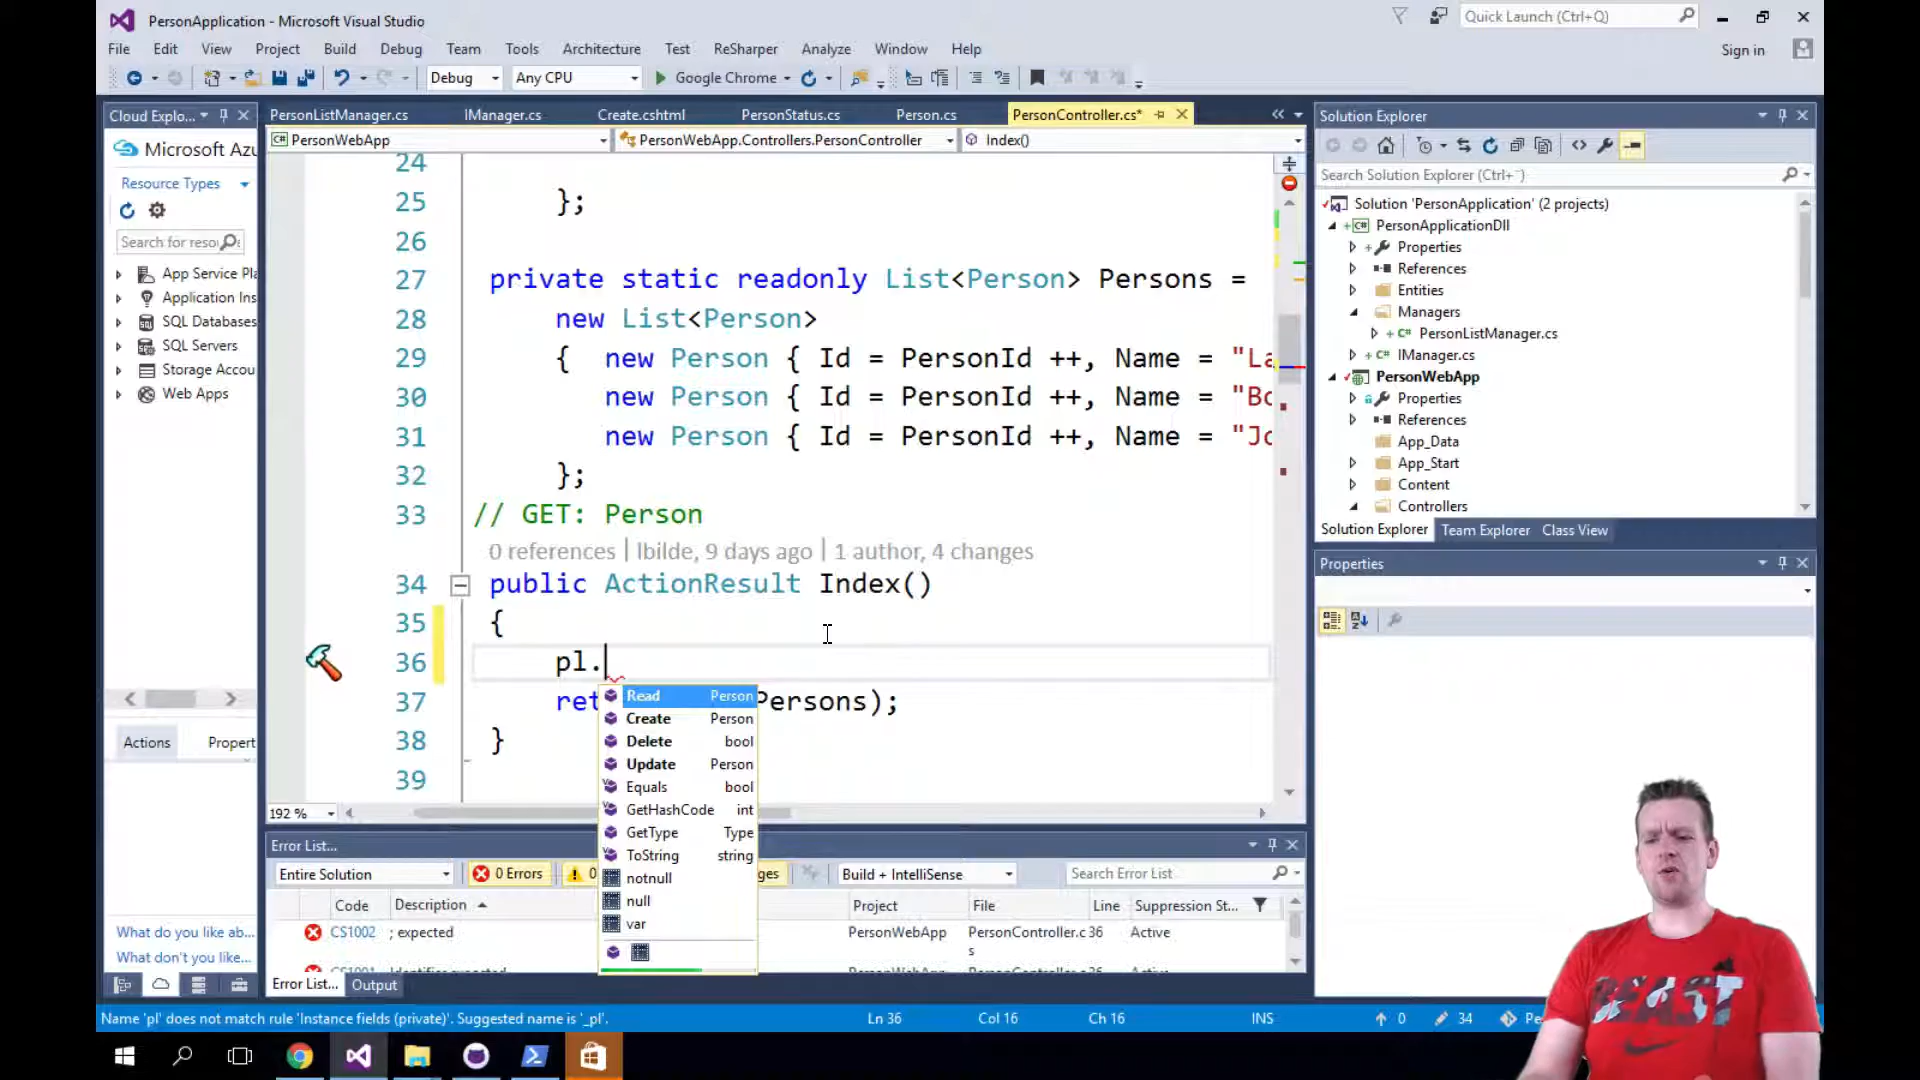 PersonApplication - Microsoft Visual Studio
Quick Launch (Ctrl+Q)
File Edit View Project Build Debug Team Tools Architecture Test ReSharper Analyze Window Help
Sign in
Debug Any CPU Google Chrome
Cloud Explo...
PersonListManager.cs IManager.cs Create.cshtml PersonStatus.cs Person.cs PersonController.cs*
PersonWebApp PersonWebApp.Controllers.PersonController Index()
Microsoft Azu
Resource Types
Search for resou
App Service Pla
Application Ins
SQL Databases
SQL Servers
Storage Accou
Web Apps
Actions Propert
What do you like ab...
What don't you like...
24
25 };
26
27 private static readonly List<Person> Persons =
28 new List<Person>
29 { new Person { Id = PersonId ++, Name = "La
30 new Person { Id = PersonId ++, Name = "Bo
31 new Person { Id = PersonId ++, Name = "Jo
32 };
33 // GET: Person
0 references | lbilde, 9 days ago | 1 author, 4 changes
34 public ActionResult Index()
35 {
36 pl.
37 ret Persons);
38 }
39
Read Person
Create Person
Delete bool
Update Person
Equals bool
GetHashCode int
GetType Type
ToString string
notnull
null
var
192 %
Error List...
Entire Solution 0 Errors 0 ges Build + IntelliSense Search Error List
Code Description Project File Line Suppression St...
CS1002 ; expected PersonWebApp PersonController.c 36 Active
s
CS1001 Identifier expected PersonWebApp PersonController.c 36 Active
Error List... Output
Solution Explorer
Search Solution Explorer (Ctrl+¨)
Solution 'PersonApplication' (2 projects)
PersonApplicationDll
Properties
References
Entities
Managers
PersonListManager.cs
IManager.cs
PersonWebApp
Properties
References
App_Data
App_Start
Content
Controllers
Solution Explorer Team Explorer Class View
Properties
Name 'pl' does not match rule 'Instance fields (private)'. Suggested name is '_pl'. Ln 36 Col 16 Ch 16 INS 0 34 Pe
BEAST